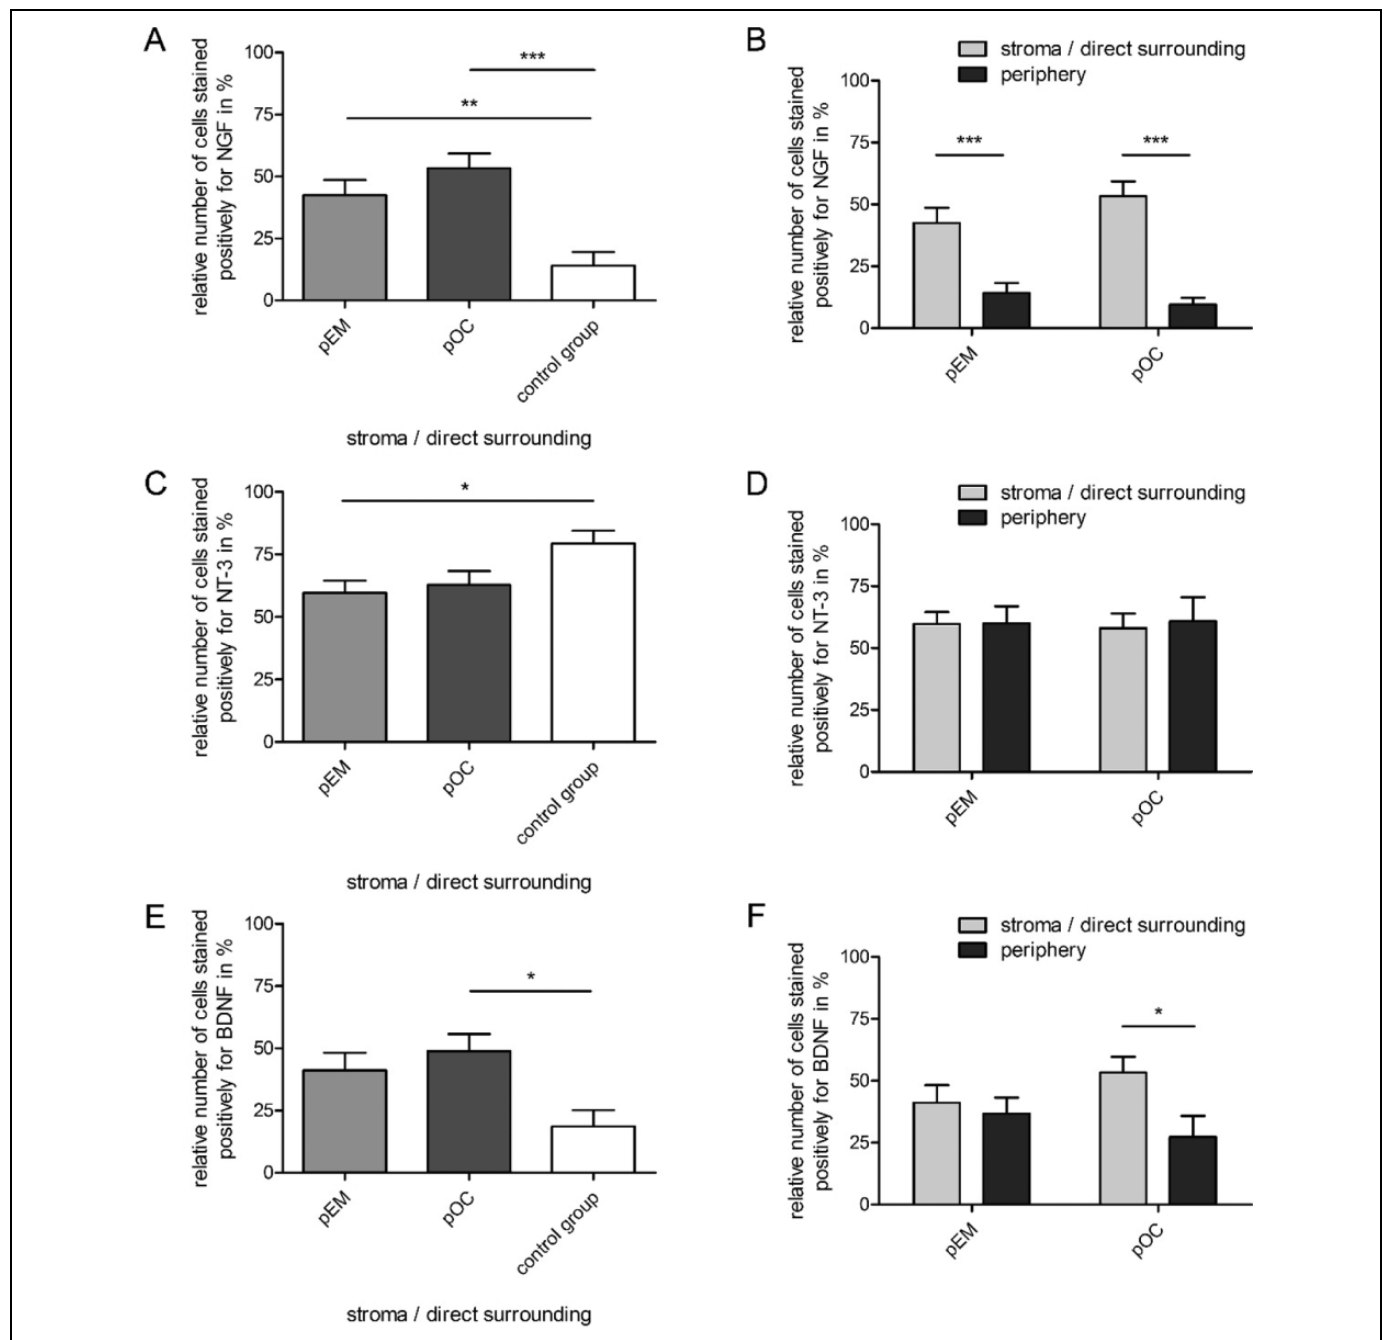 A
relative number of cells stained
positively for NGF in %
100
75
50
25
0
***
**
pEM
pOC
control group
stroma / direct surrounding
B
stroma / direct surrounding
periphery
relative number of cells stained
positively for NGF in %
100
75
50
25
0
***
***
pEM
pOC
C
relative number of cells stained
positively for NT-3 in %
100
75
50
25
0
*
pEM
pOC
control group
stroma / direct surrounding
D
stroma / direct surrounding
periphery
relative number of cells stained
positively for NT-3 in %
100
75
50
25
0
pEM
pOC
E
relative number of cells stained
positively for BDNF in %
100
75
50
25
0
*
pEM
pOC
control group
stroma / direct surrounding
F
stroma / direct surrounding
periphery
relative number of cells stained
positively for BDNF in %
100
75
50
25
0
*
pEM
pOC